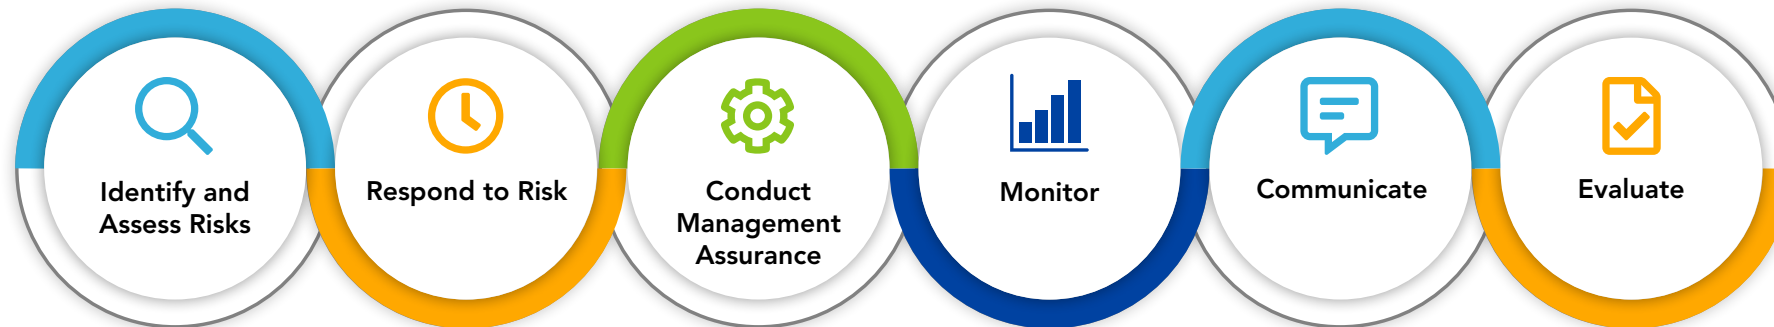 Identify and
Assess Risks
Respond to Risk
Conduct
Management
Assurance
Monitor
Communicate
Evaluate